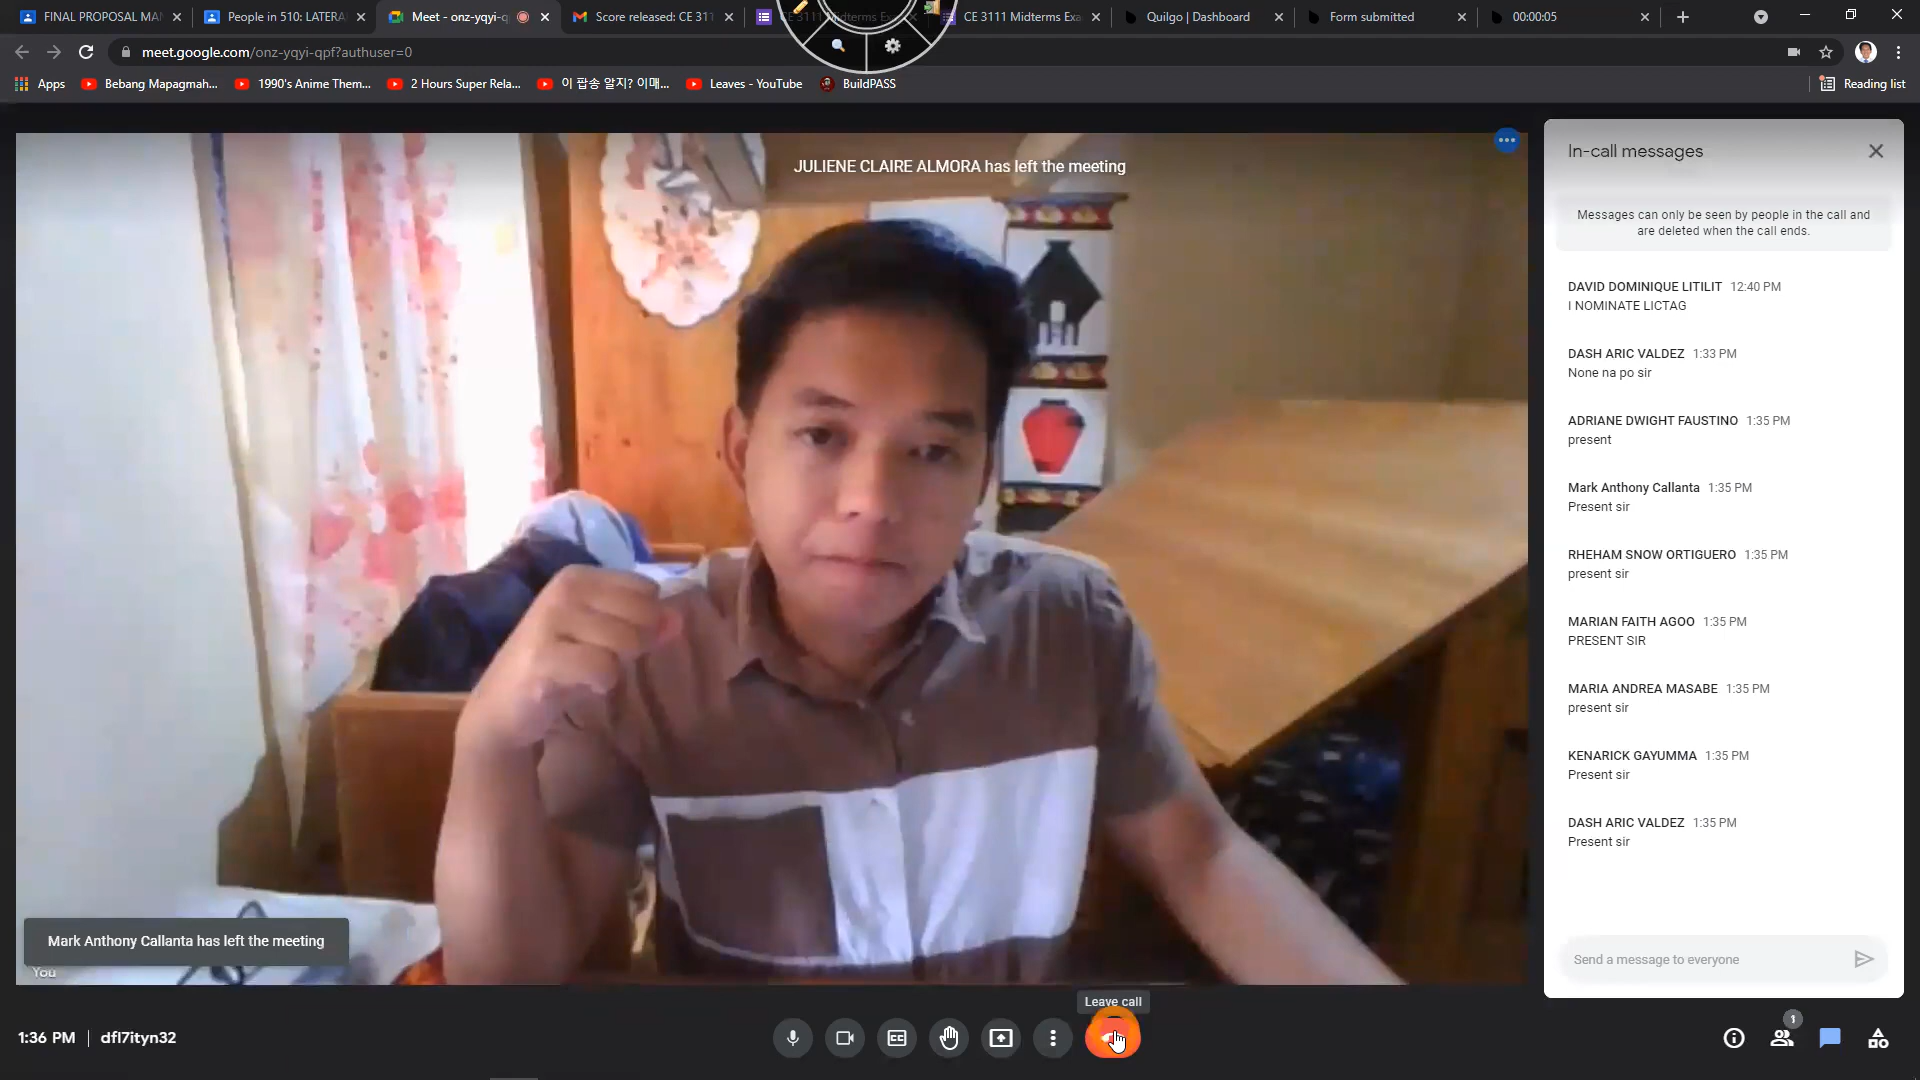 FINAL PROPOSAL MAN
People in 510: LATERAL
Meet - onz-yqyi-q
Score released: CE 311
CE 3111 Midterms Exa
CE 3111 Midterms Exa
Quilgo | Dashboard
Form submitted
00:00:05
meet.google.com/onz-yqyi-qpf?authuser=0
Apps
Bebang Mapagmah...
1990's Anime Them...
2 Hours Super Rela...
이 팝송 알지? 이매...
Leaves - YouTube
BuildPASS
Reading list
JULIENE CLAIRE ALMORA has left the meeting
In-call messages
Messages can only be seen by people in the call and
are deleted when the call ends.
DAVID DOMINIQUE LITILIT 12:40 PM
I NOMINATE LICTAG
DASH ARIC VALDEZ 1:33 PM
None na po sir
ADRIANE DWIGHT FAUSTINO 1:35 PM
present
Mark Anthony Callanta 1:35 PM
Present sir
RHEHAM SNOW ORTIGUERO 1:35 PM
present sir
MARIAN FAITH AGOO 1:35 PM
PRESENT SIR
MARIA ANDREA MASABE 1:35 PM
present sir
KENARICK GAYUMMA 1:35 PM
Present sir
DASH ARIC VALDEZ 1:35 PM
Present sir
Send a message to everyone
Mark Anthony Callanta has left the meeting
You
Leave call
1:36 PM | dfl7ityn32
1